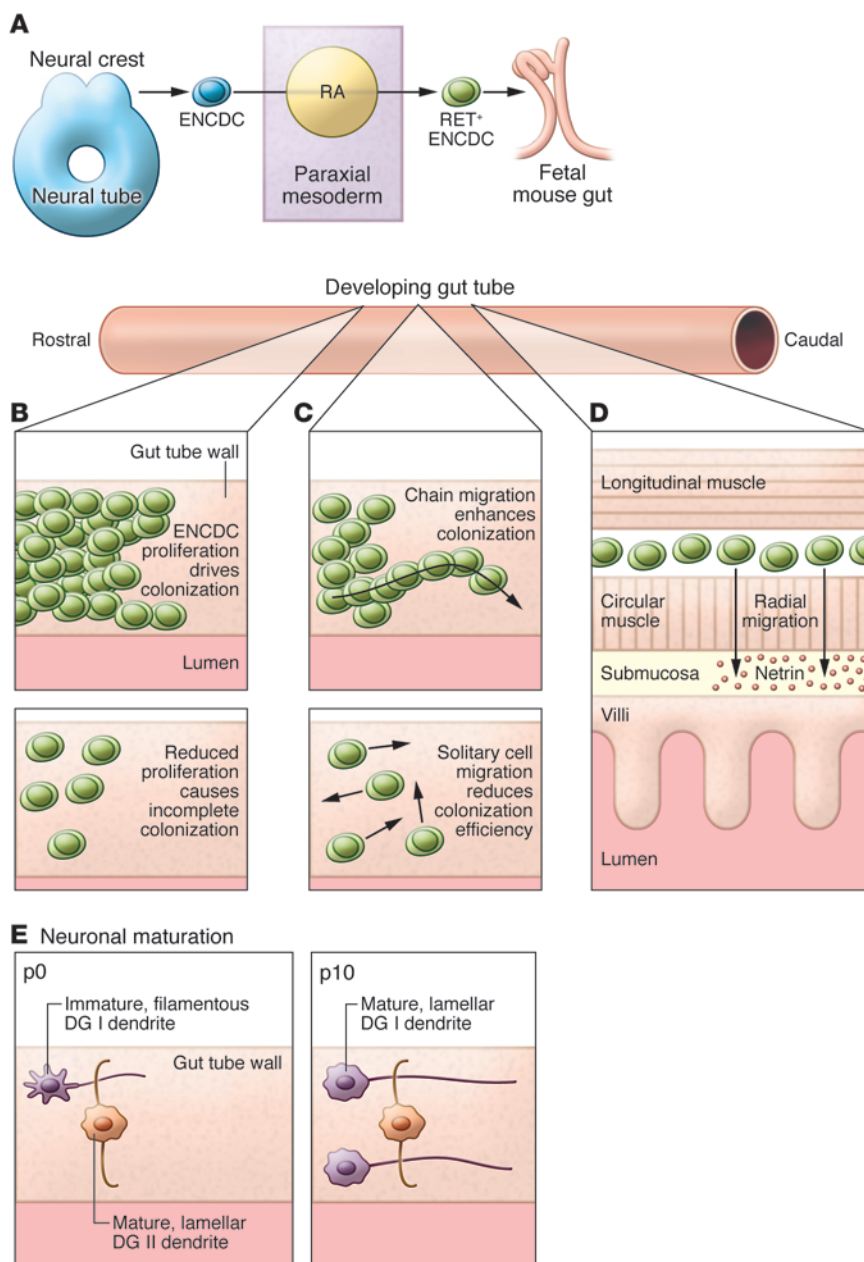 A
Neural crest
Neural tube
ENCDC
RA
Paraxial
mesoderm
RET+
ENCDC
Fetal
mouse gut
Developing gut tube
Rostral
Caudal
B
Gut tube wall
ENCDC
proliferation
drives
colonization
Lumen
Reduced
proliferation
causes
incomplete
colonization
C
Chain migration
enhances
colonization
Solitary cell
migration
reduces
colonization
efficiency
D
Longitudinal muscle
Circular
muscle
Radial
migration
Submucosa
Netrin
Villi
Lumen
E Neuronal maturation
p0
Immature, filamentous
DG I dendrite
Gut tube wall
Mature, lamellar
DG II dendrite
p10
Mature, lamellar
DG I dendrite